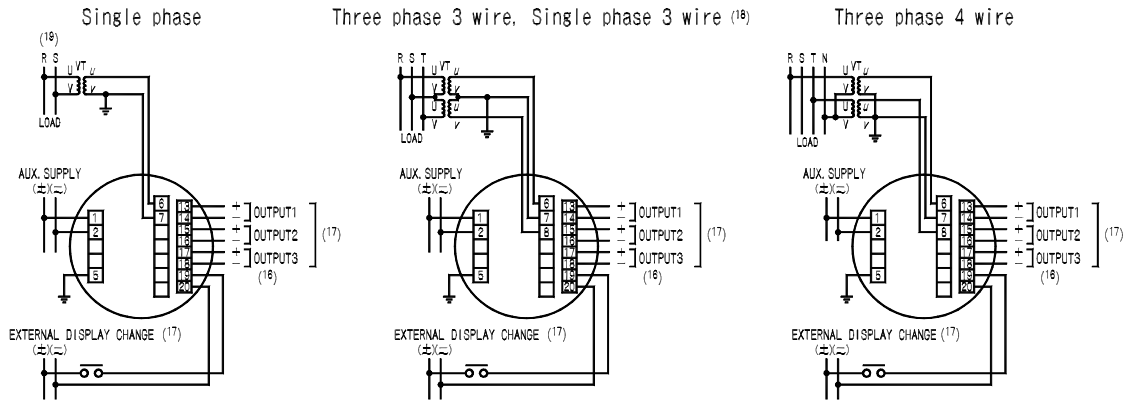 Single phase
(19)
R S
U VT u
V v
LOAD
AUX. SUPPLY
(±)(−)
1
2
5
6
7
13
14
15
16
17
18
19
20
+
− OUTPUT1
+
− OUTPUT2 (17)
+
− OUTPUT3
(16)
EXTERNAL DISPLAY CHANGE (17)
Three phase 3 wire, Single phase 3 wire (18)
R S T
U VT u
V v
U u
V v
LOAD
AUX. SUPPLY
1
2
5
6
7
8
13
14
15
16
17
18
19
20
+
− OUTPUT1
+
− OUTPUT2 (17)
+
− OUTPUT3
(16)
EXTERNAL DISPLAY CHANGE (17)
Three phase 4 wire
R S T N
U VT u
V v
U u
V v
LOAD
AUX. SUPPLY
1
2
5
6
7
8
13
14
15
16
17
18
19
20
+
− OUTPUT1
+
− OUTPUT2 (17)
+
− OUTPUT3
(16)
EXTERNAL DISPLAY CHANGE (17)